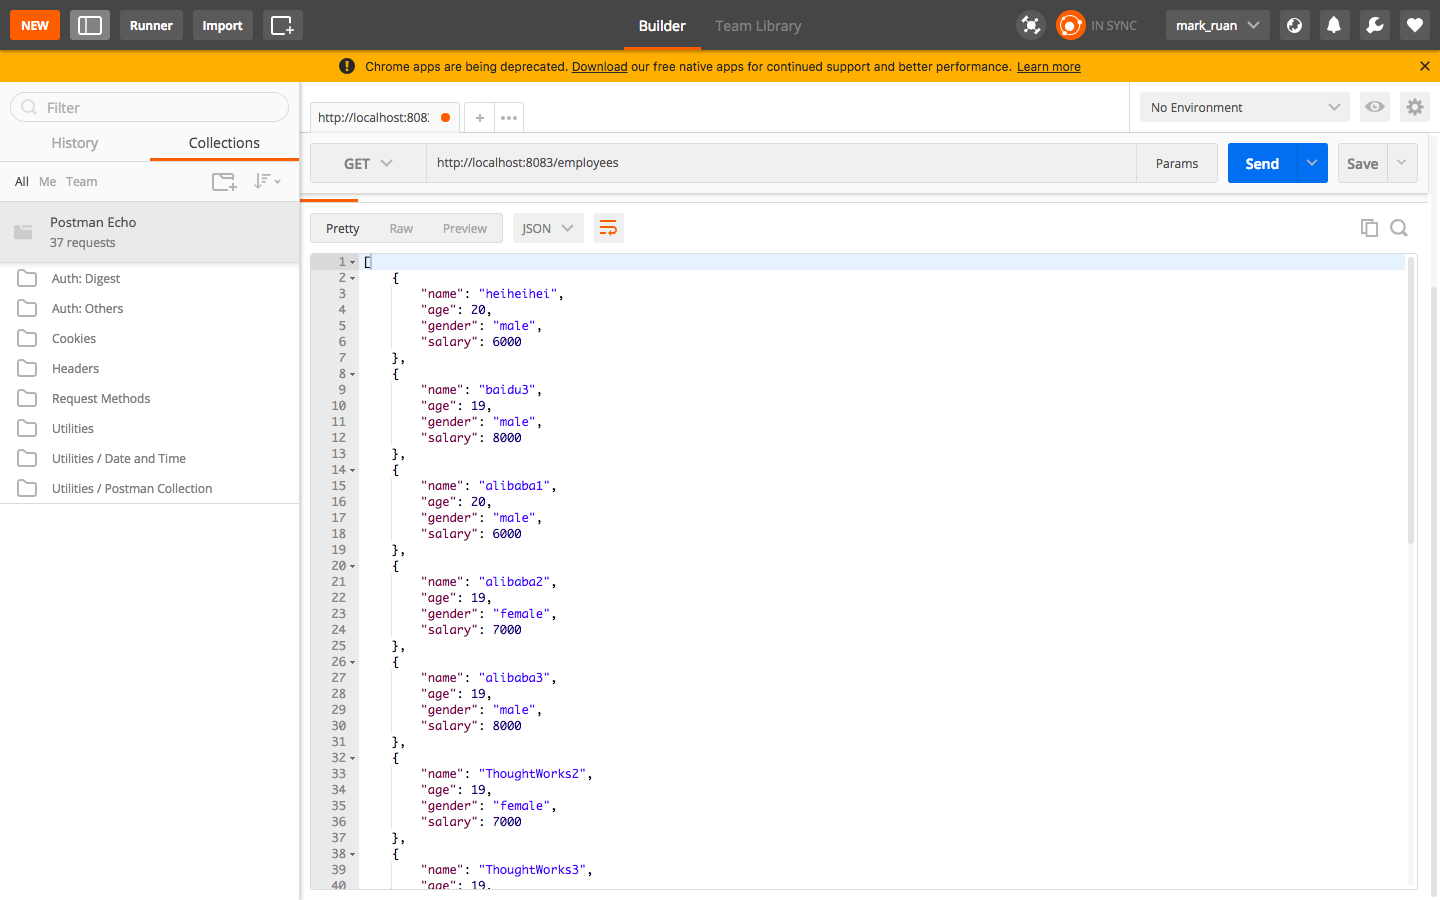 NEW Runner Import Builder Team Library IN SYNC mark_ruan
Chrome apps are being deprecated. Download our free native apps for continued support and better performance. Learn more
Filter
History Collections
All Me Team
Postman Echo
37 requests
Auth: Digest
Auth: Others
Cookies
Headers
Request Methods
Utilities
Utilities / Date and Time
Utilities / Postman Collection
http://localhost:808 No Environment
GET http://localhost:8083/employees Params Send Save
Pretty Raw Preview JSON
1 [
2 {
3 "name": "heiheihei",
4 "age": 20,
5 "gender": "male",
6 "salary": 6000
7 },
8 {
9 "name": "baidu3",
10 "age": 19,
11 "gender": "male",
12 "salary": 8000
13 },
14 {
15 "name": "alibaba1",
16 "age": 20,
17 "gender": "male",
18 "salary": 6000
19 },
20 {
21 "name": "alibaba2",
22 "age": 19,
23 "gender": "female",
24 "salary": 7000
25 },
26 {
27 "name": "alibaba3",
28 "age": 19,
29 "gender": "male",
30 "salary": 8000
31 },
32 {
33 "name": "ThoughtWorks2",
34 "age": 19,
35 "gender": "female",
36 "salary": 7000
37 },
38 {
39 "name": "ThoughtWorks3",
40 "age": 19,